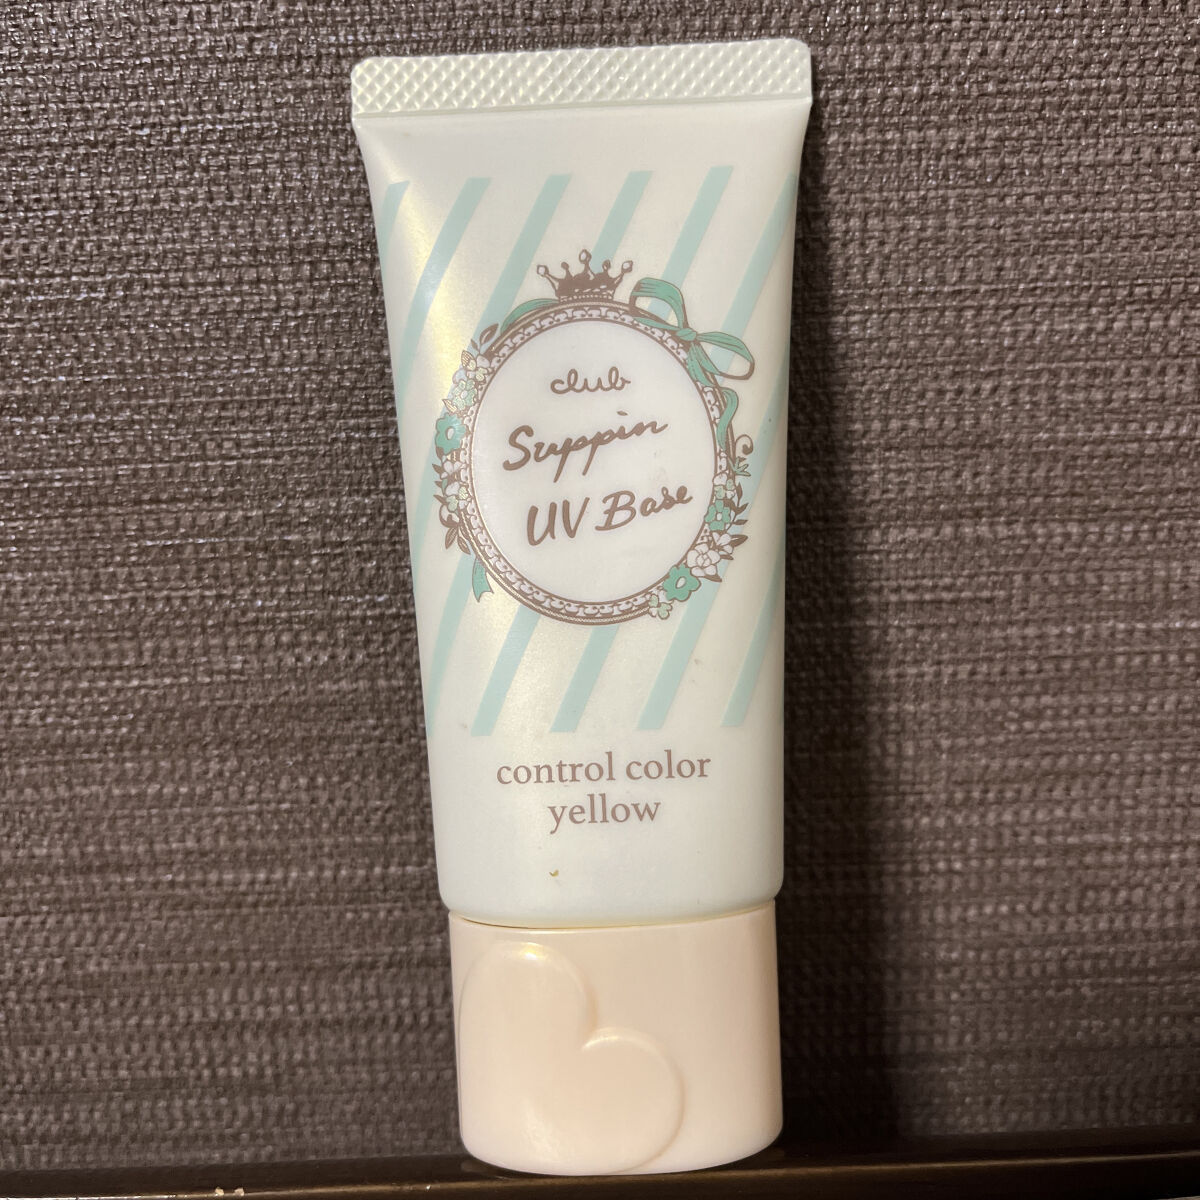 club
Suppin
UV Base
control color
yellow